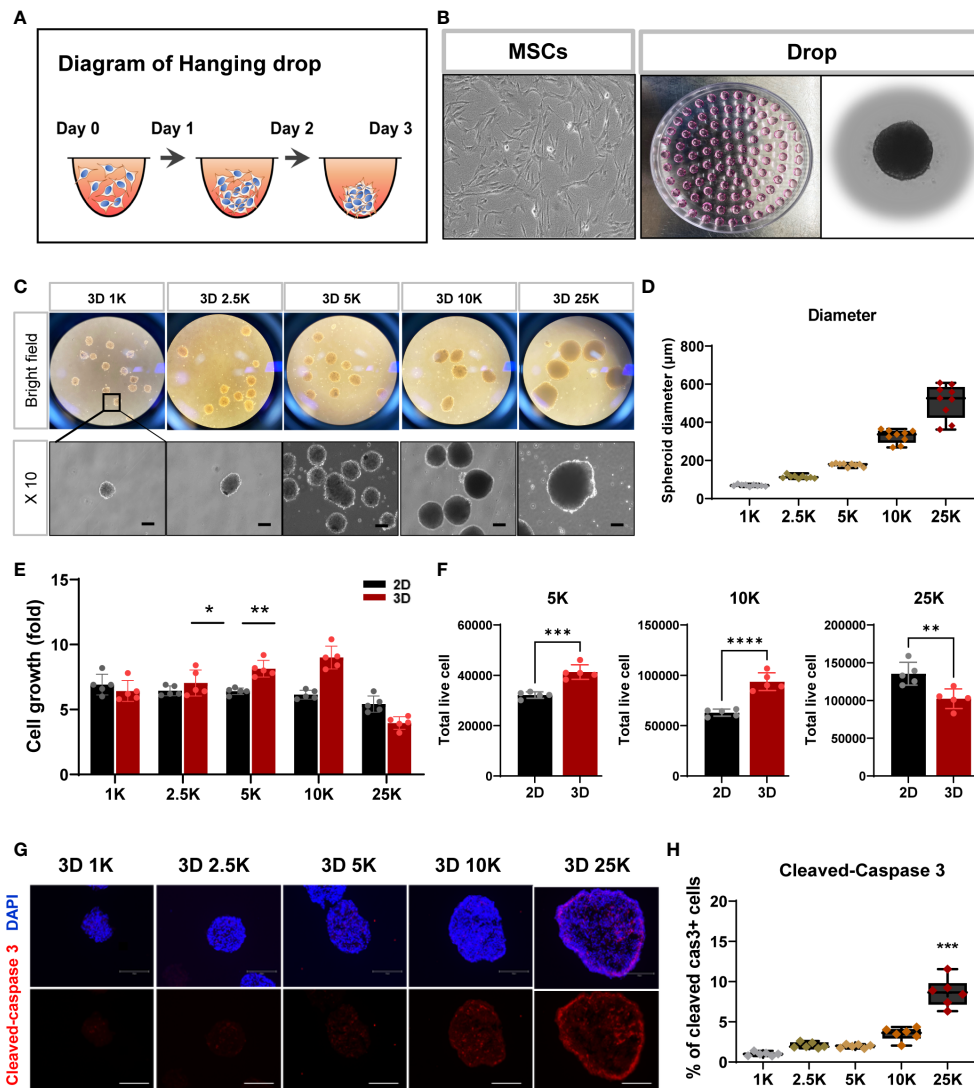 A
Diagram of Hanging drop
Day 0
Day 1
Day 2
Day 3
B
MSCs
Drop
C
3D 1K
3D 2.5K
3D 5K
3D 10K
3D 25K
Bright field
X 10
D
Diameter
Spheroid diameter (μm)
800
600
400
200
0
1K
2.5K
5K
10K
25K
E
Cell growth (fold)
15
10
5
0
2D
3D
*
**
1K
2.5K
5K
10K
25K
F
5K
Total live cell
60000
40000
20000
0
***
2D
3D
10K
Total live cell
150000
100000
50000
0
****
2D
3D
25K
Total live cell
200000
150000
100000
50000
0
**
2D
3D
G
3D 1K
3D 2.5K
3D 5K
3D 10K
3D 25K
Cleaved-caspase 3 DAPI
H
Cleaved-Caspase 3
% of cleaved cas3+ cells
20
15
10
5
0
***
1K
2.5K
5K
10K
25K